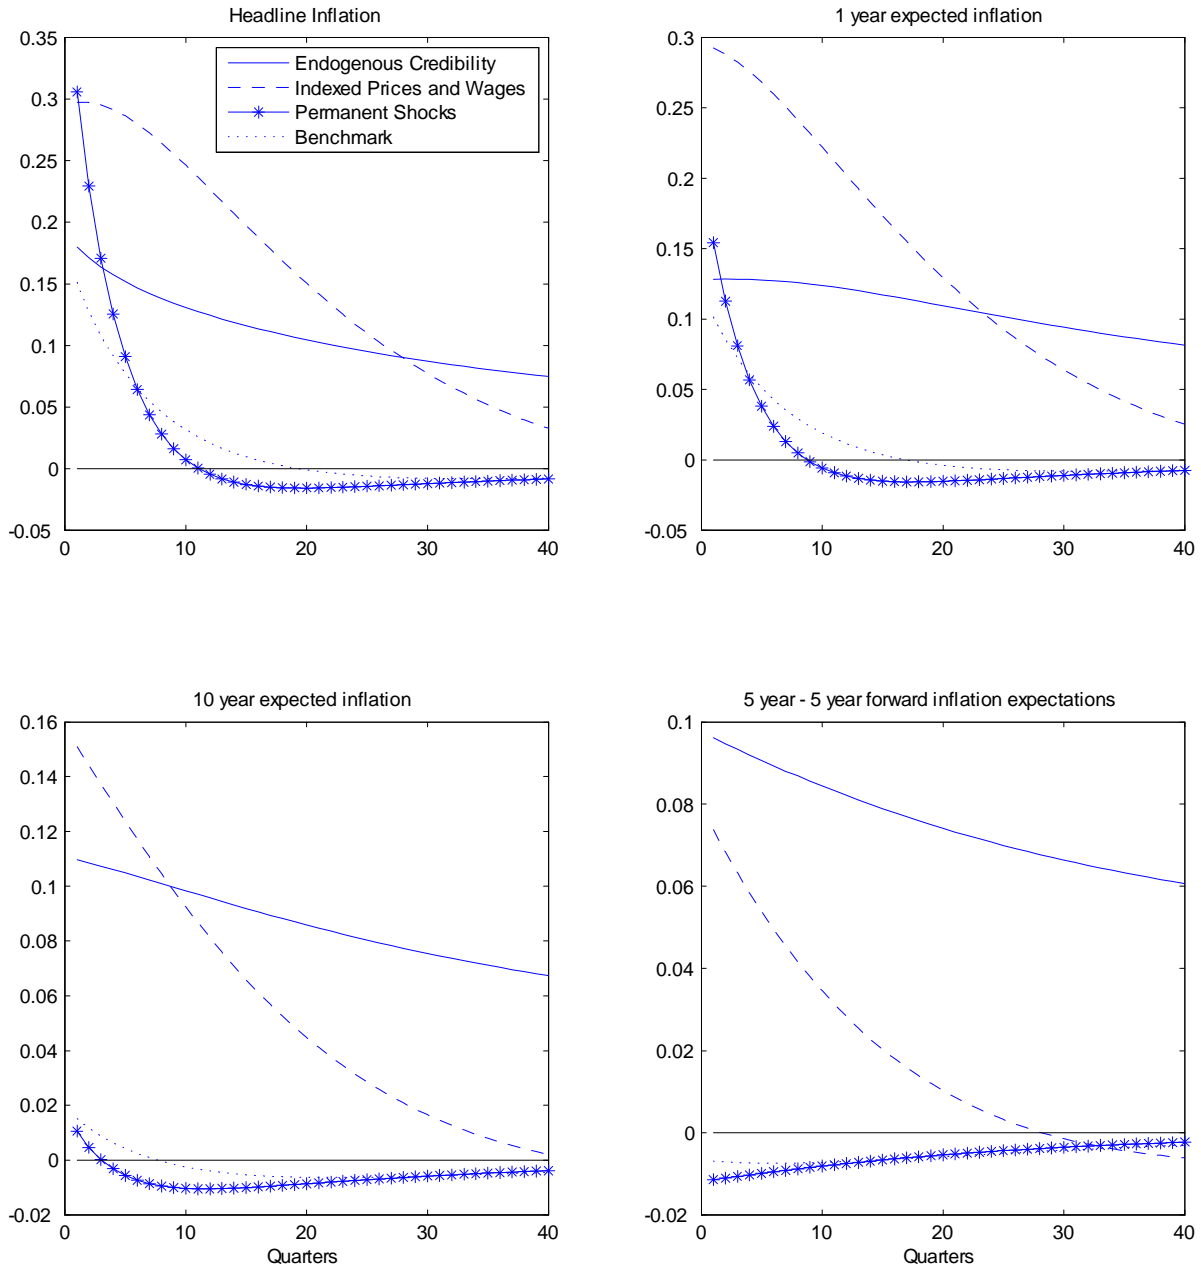 Headline Inflation
0.35
0.3
0.25
0.2
0.15
0.1
0.05
0
-0.05
0 10 20 30 40
Endogenous Credibility
Indexed Prices and Wages
Permanent Shocks
Benchmark
1 year expected inflation
0.3
0.25
0.2
0.15
0.1
0.05
0
-0.05
0 10 20 30 40
10 year expected inflation
0.16
0.14
0.12
0.1
0.08
0.06
0.04
0.02
0
-0.02
0 10 20 30 40
Quarters
5 year - 5 year forward inflation expectations
0.1
0.08
0.06
0.04
0.02
0
-0.02
0 10 20 30 40
Quarters